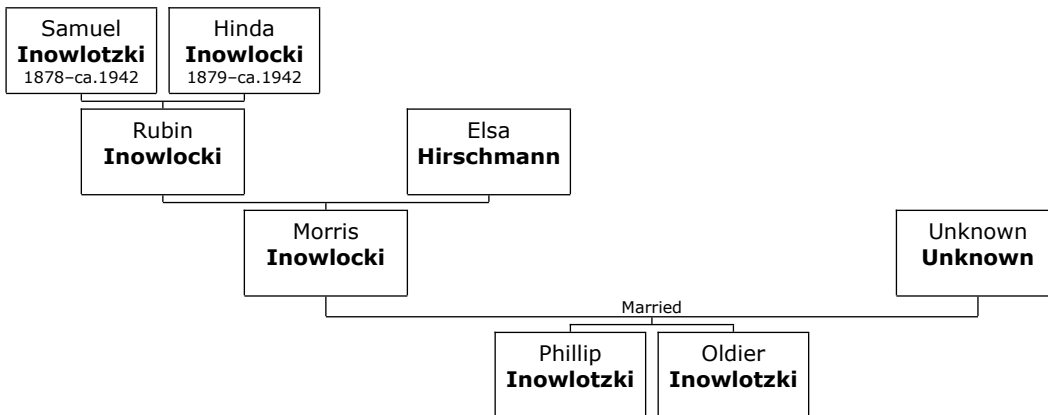 Samuel
Inowlotzki
1878–ca.1942
Hinda
Inowlocki
1879–ca.1942
Rubin
Inowlocki
Elsa
Hirschmann
Morris
Inowlocki
Unknown
Unknown
Married
Phillip
Inowlotzki
Oldier
Inowlotzki